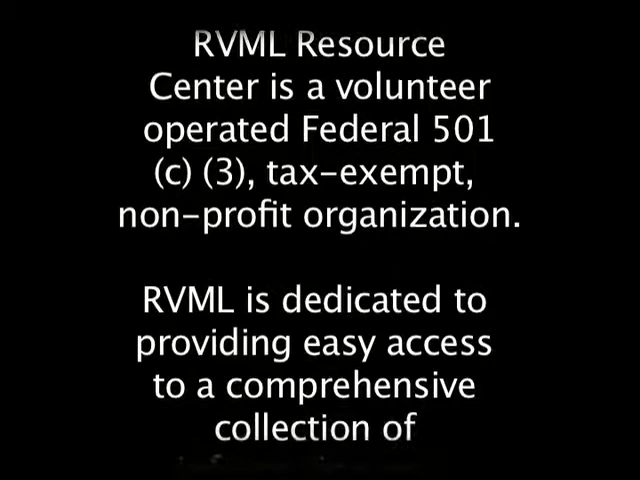 RVML Resource
Center is a volunteer
operated Federal 501
(c) (3), tax-exempt,
non-profit organization.
RVML is dedicated to
providing easy access
to a comprehensive
collection of